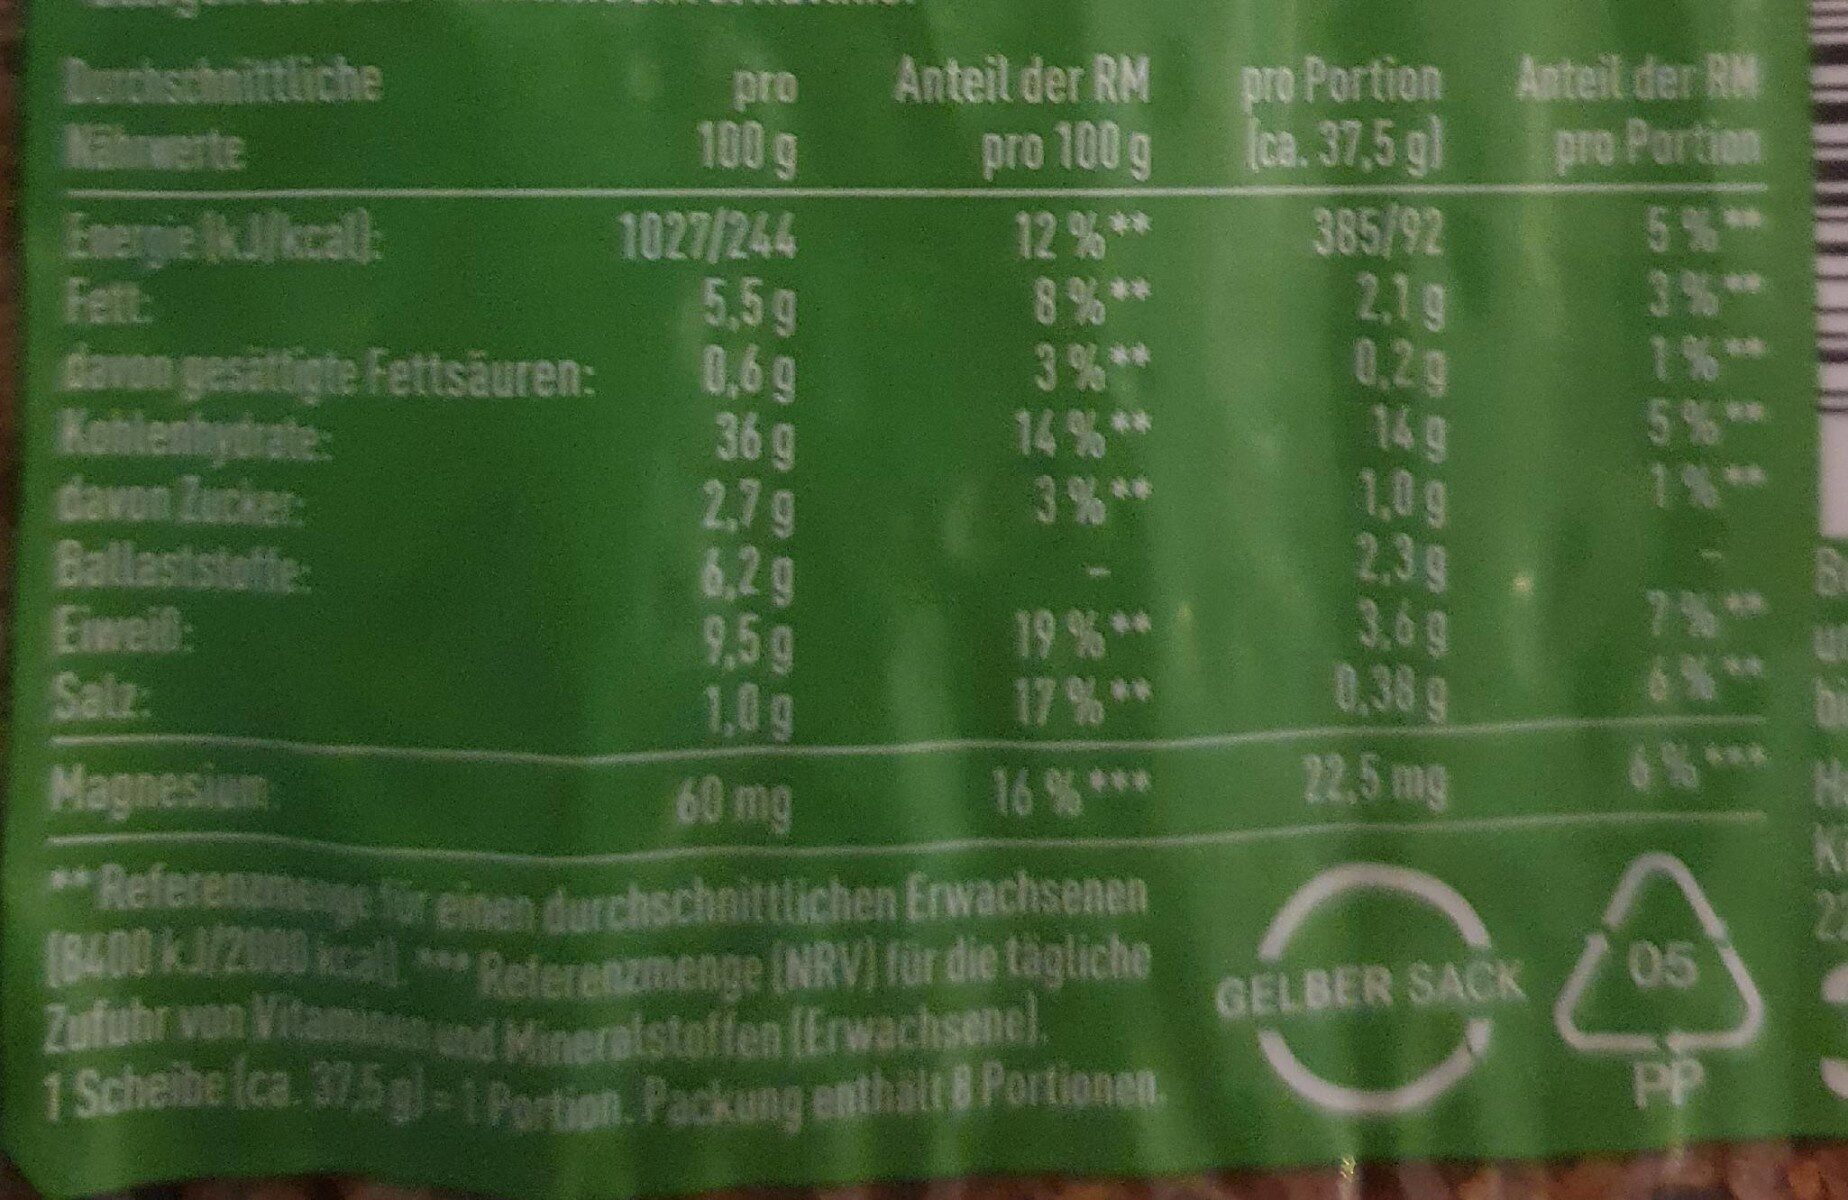 Durchschnittliche pro Anteil der RM pro Portion Anteil der RM
Nährwerte 100 g pro 100 g (ca. 37,5 g) pro Portion
Energie (kJ/kcal): 1027/244 12 %** 385/92 5 %**
Fett: 5,5 g 8 %** 2,1 g 3 %**
davon gesättigte Fettsäuren: 0,6 g 3 %** 0,2 g 1 %**
Kohlenhydrate: 36 g 14 %** 14 g 5 %**
davon Zucker: 2,7 g 3 %** 1,0 g 1 %**
Ballaststoffe: 6,2 g - 2,3 g -
Eiweiß: 9,5 g 19 %** 3,6 g 7 %**
Salz: 1,0 g 17 %** 0,38 g 6 %**
Magnesium 60 mg 16 %*** 22,5 mg 6 %***
** Referenzmenge für einen durchschnittlichen Erwachsenen
(8400 kJ/2000 kcal) *** Referenzmenge (NRV) für die tägliche
Zufuhr von Vitaminen und Mineralstoffen (Erwachsene).
1 Scheibe (ca. 37,5 g) = 1 Portion. Packung enthält 8 Portionen.
GELBER SACK
05
PP